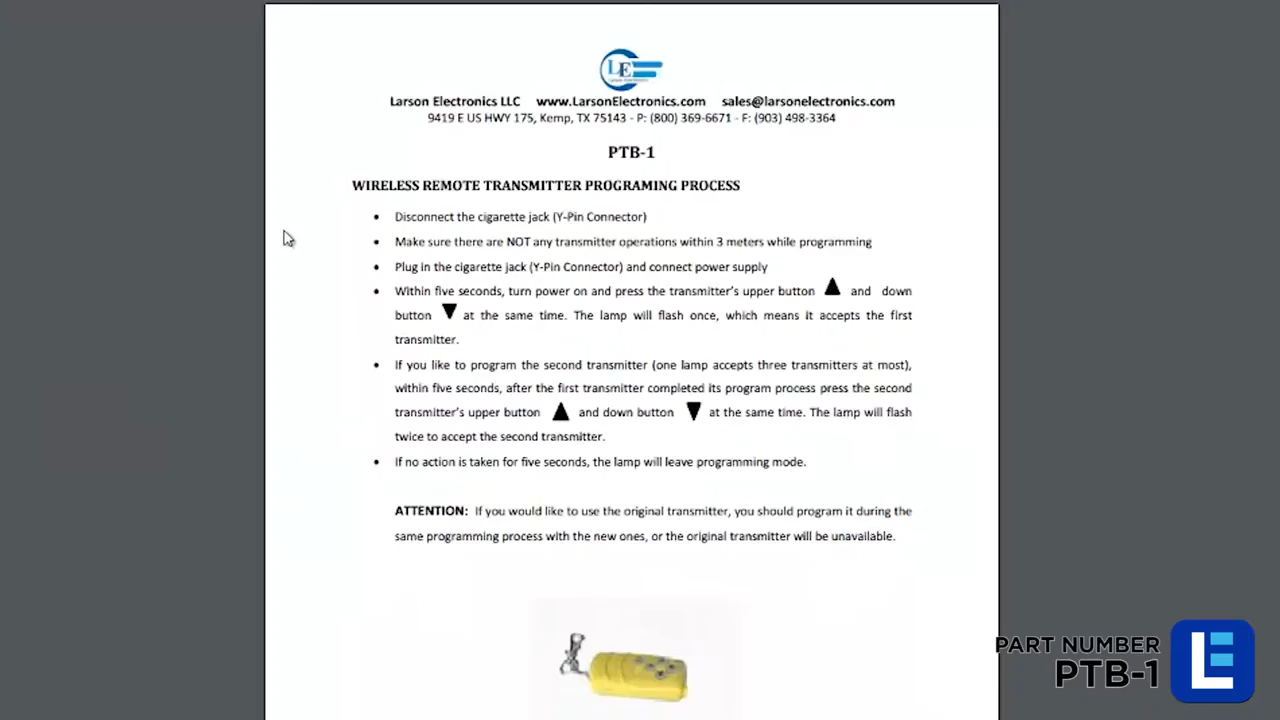 LE
Larson Electronics LLC www.LarsonElectronics.com sales@larsonelectronics.com
9419 E US HWY 175, Kemp, TX 75143 - P: (800) 369-6671 - F: (903) 498-3364
PTB-1
WIRELESS REMOTE TRANSMITTER PROGRAMING PROCESS
• Disconnect the cigarette jack (Y-Pin Connector)
• Make sure there are NOT any transmitter operations within 3 meters while programming
• Plug in the cigarette jack (Y-Pin Connector) and connect power supply
• Within five seconds, turn power on and press the transmitter's upper button ▲ and down
button ▼ at the same time. The lamp will flash once, which means it accepts the first
transmitter.
• If you like to program the second transmitter (one lamp accepts three transmitters at most),
within five seconds, after the first transmitter completed its program process press the second
transmitter's upper button ▲ and down button ▼ at the same time. The lamp will flash
twice to accept the second transmitter.
• If no action is taken for five seconds, the lamp will leave programming mode.
ATTENTION: If you would like to use the original transmitter, you should program it during the
same programming process with the new ones, or the original transmitter will be unavailable.
PART NUMBER
PTB-1
LE